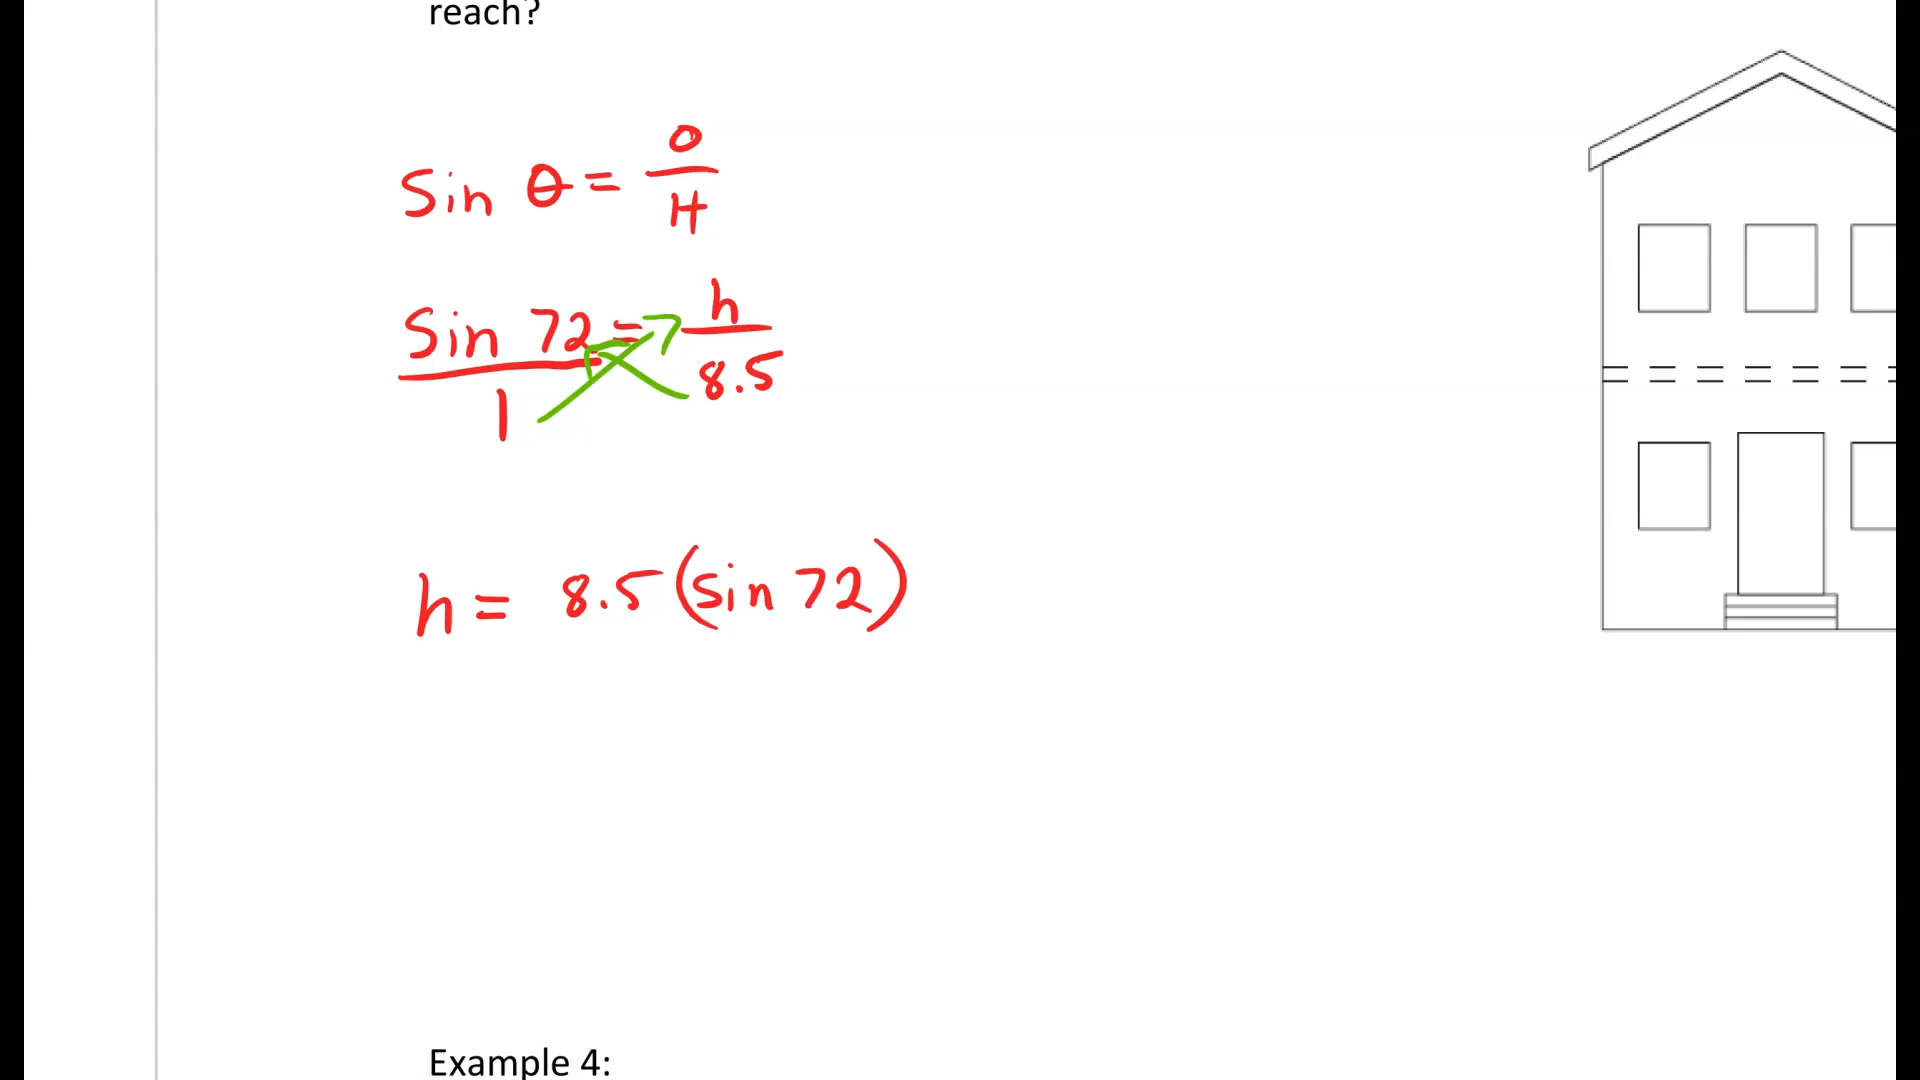 reach?
Sin θ = O/H
Sin 72/1 = h/8.5
h = 8.5(sin 72)
Example 4: